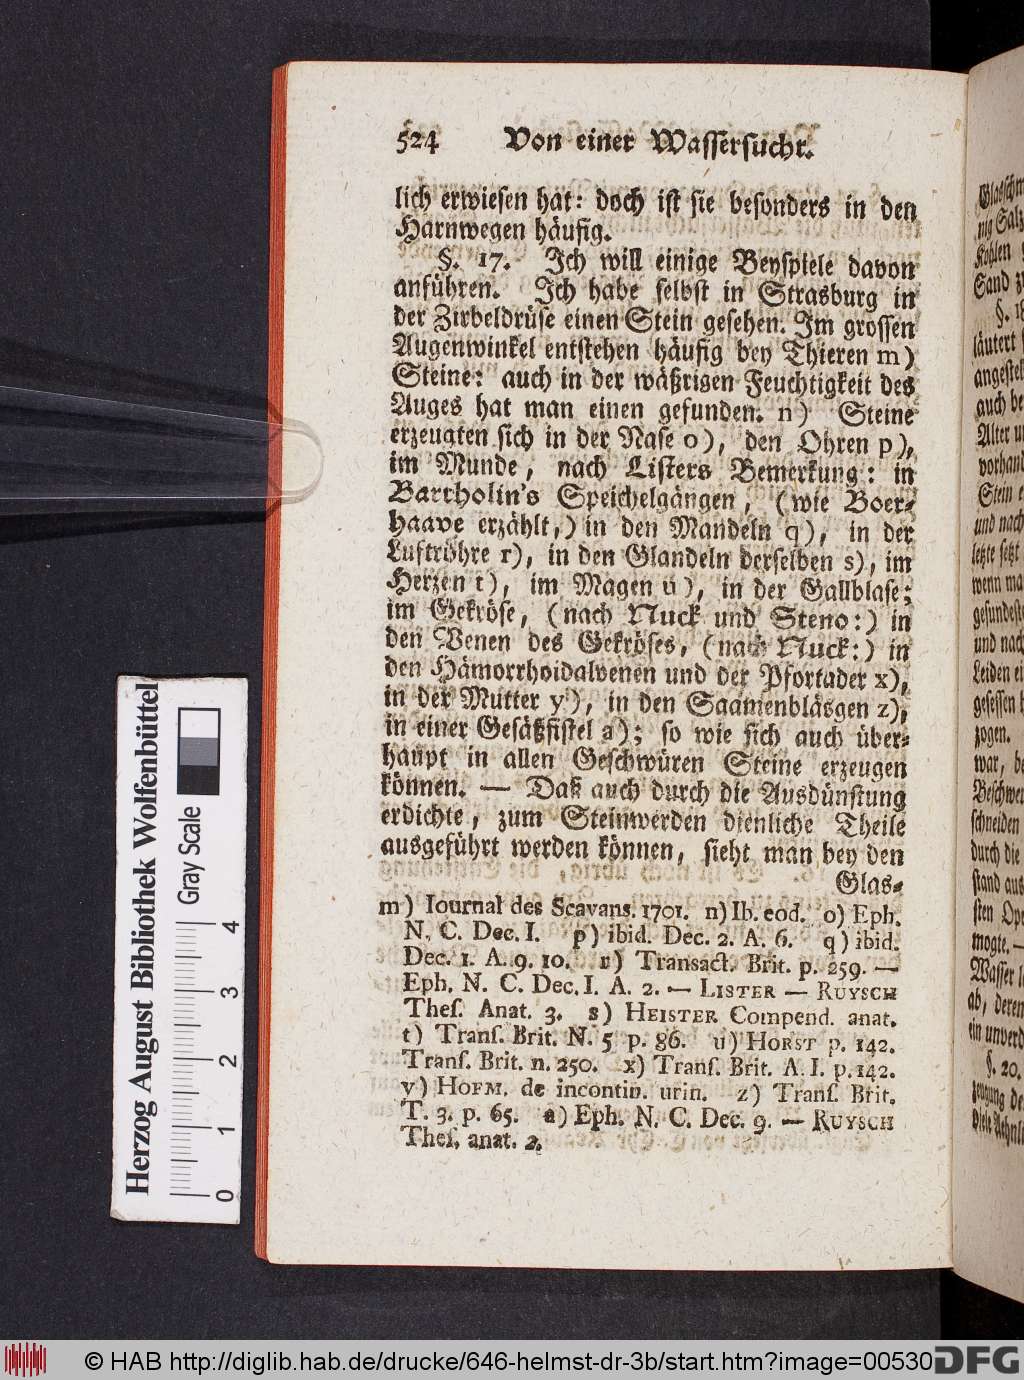 524 Von einer Wassersucht.
lich erwiesen hat: doch ist sie besonders in den
Harnwegen häufig.
§. 17. Ich will einige Beyspiele davon
anführen. Ich habe selbst in Strasburg in
der Zirbeldrüse einen Stein gesehen. Im grossen
Augenwinkel entstehen häufig bey Thieren m)
Steine: auch in der wäßrigen Feuchtigkeit des
Auges hat man einen gefunden. n) Steine
erzeugten sich in der Nase o), den Ohren p),
im Munde, nach Listers Bemerkung: in
Bartholin's Speichelgängen, (wie Boer-
haave erzählt,) in den Mandeln q), in der
Luftröhre r), in den Glandeln derselben s), im
Herzen t), im Magen u), in der Gallblase;
im Gekröse, (nach Nuck und Steno:) in
den Venen des Gekröses, (nach Nuck:) in
den Hämorrhoidalvenen und der Pfortader x),
in der Mutter y), in den Saamenbläsgen z),
in einer Gesäßfistel a); so wie sich auch über-
haupt in allen Geschwüren Steine erzeugen
können. — Daß auch durch die Ausdünstung
erdichte, zum Steinwerden dienliche Theile
ausgeführt werden können, sieht man bey den
Glas-
m) Iournal des Scavans. 1701. n) Ib. eod. o) Eph.
N. C. Dec. I. p) ibid. Dec. 2. A. 6. q) ibid.
Dec. 1. A. 9. 10. r) Transact. Brit. p. 259. —
Eph. N. C. Dec. I. A. 2. — LISTER — RUYSCH
Theſ. Anat. 3. s) HEISTER Compend. anat.
t) Tranſ. Brit. N. 5 p. 86. u) HORST p. 142.
Tranſ. Brit. n. 250. x) Tranſ. Brit. A. I. p. 142.
y) HOFM. de incontin. urin. z) Tranſ. Brit.
T. 3. p. 65. a) Eph. N. C. Dec. 9. — RUYSCH
Theſ. anat. 2.
Herzog August Bibliothek Wolfenbüttel
Gray Scale
0 1 2 3 4
© HAB http://diglib.hab.de/drucke/646-helmst-dr-3b/start.htm?image=00530
DFG